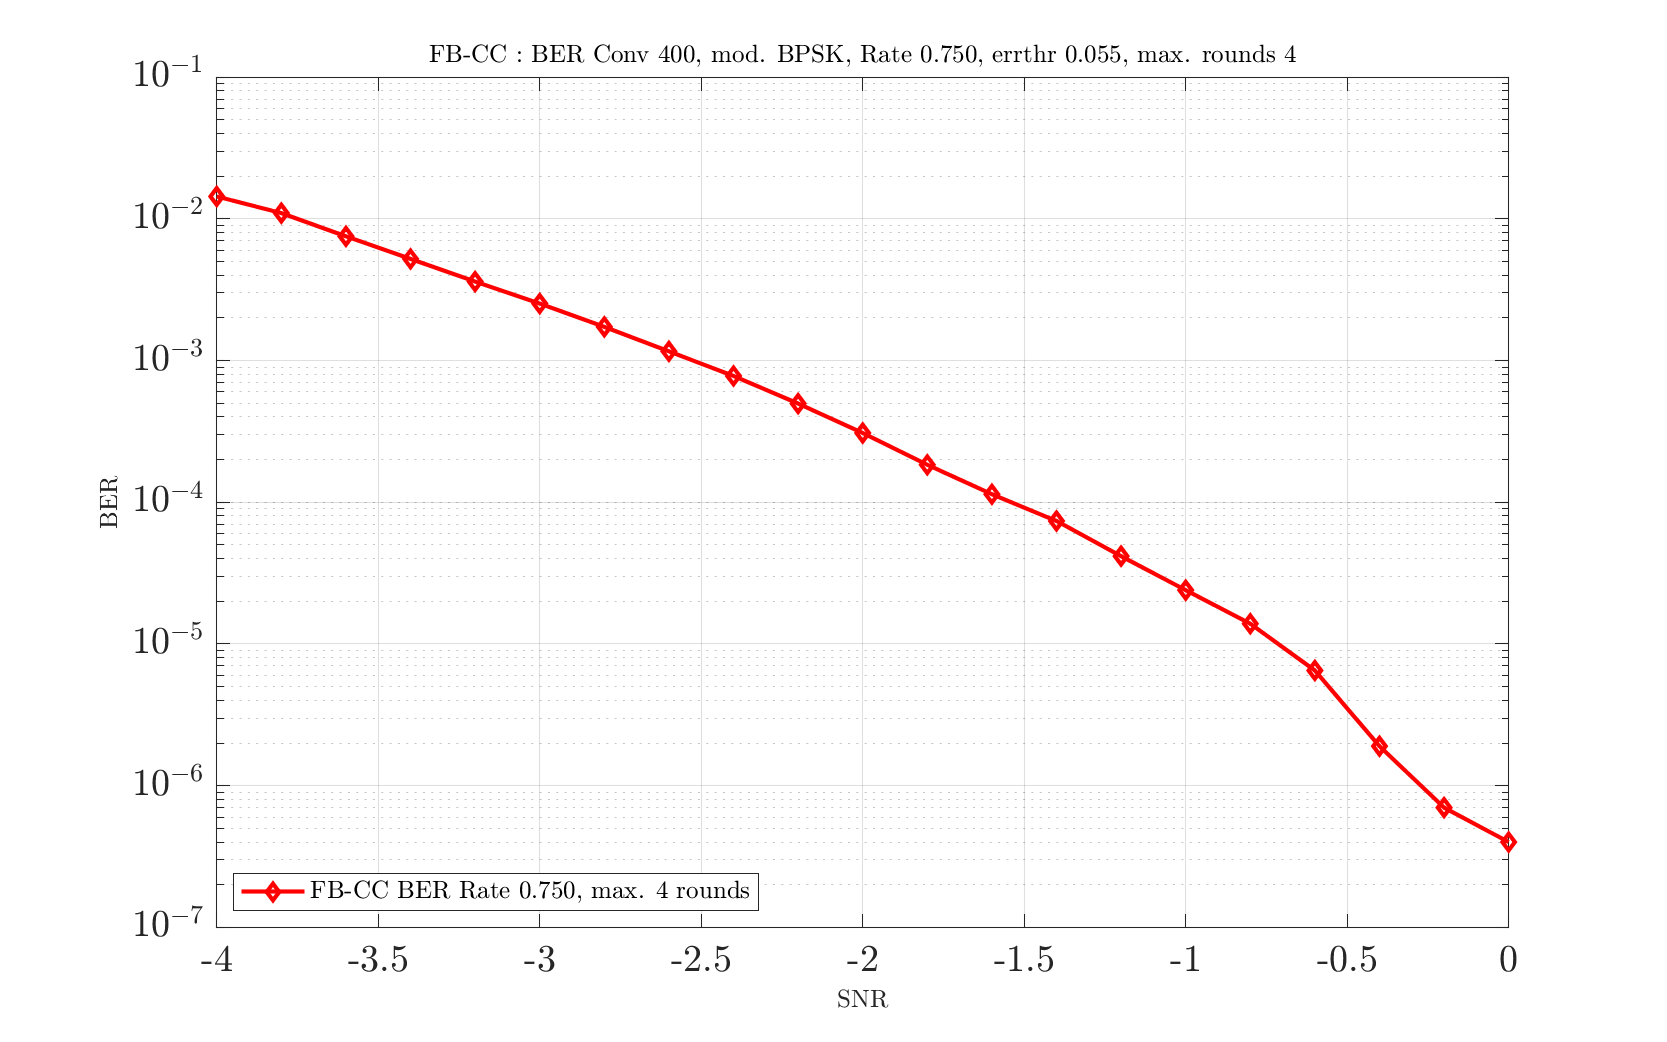 FB-CC : BER Conv 400, mod. BPSK, Rate 0.750, errthr 0.055, max. rounds 4
10^{-1}
10^{-2}
10^{-3}
10^{-4}
10^{-5}
10^{-6}
10^{-7}
BER
FB-CC BER Rate 0.750, max. 4 rounds
-4 -3.5 -3 -2.5 -2 -1.5 -1 -0.5 0
SNR